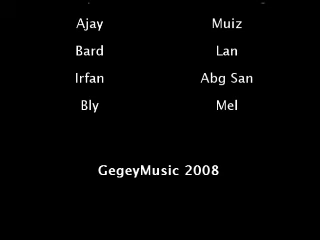 Ajay Muiz
Bard Lan
Irfan Abg San
Bly Mel
GegeyMusic 2008